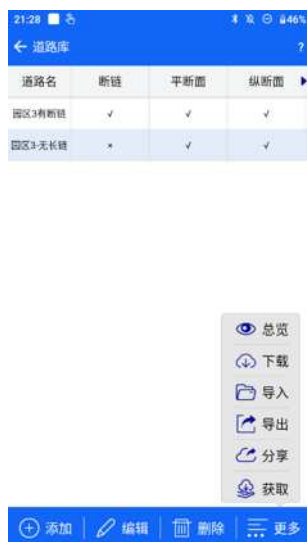 21:28 46%
← 道路库 ?
道路名 断链 平断面 纵断面
园区3有断链 √ √ √
园区3-无长链 × √ √
总览
下载
导入
导出
分享
获取
添加 编辑 删除 更多